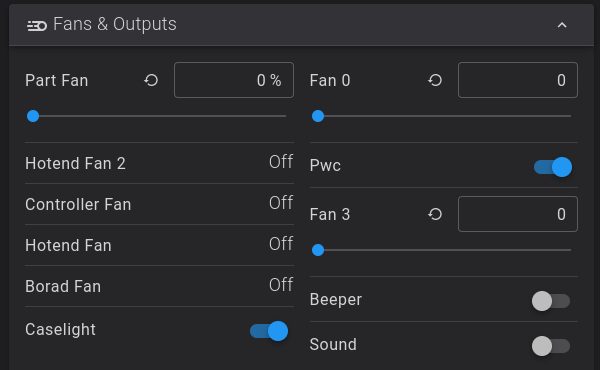 Fans & Outputs
Part Fan 0 %
Hotend Fan 2 Off
Controller Fan Off
Hotend Fan Off
Borad Fan Off
Caselight
Fan 0 0
Pwc
Fan 3 0
Beeper
Sound